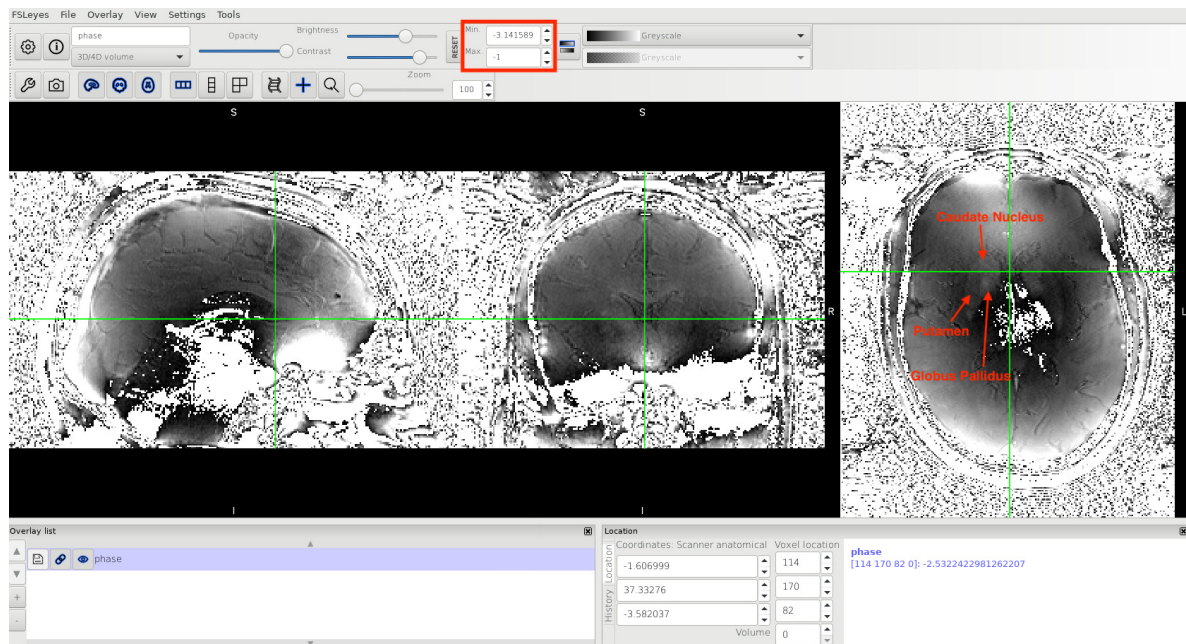 FSLeyes File Overlay View Settings Tools
phase
Opacity
Brightness
Contrast
RESET
Min.
-3.141589
Max.
-1
Greyscale
3D/4D volume
Greyscale
Zoom
100
S
S
R
L
I
I
Caudate Nucleus
Putamen
Globus Pallidus
Overlay list
phase
+
-
Location
Location
History
Coordinates: Scanner anatomical
Voxel location
-1.606999
114
37.33276
170
-3.582037
82
Volume
0
phase
[114 170 82 0]: -2.5322422981262207